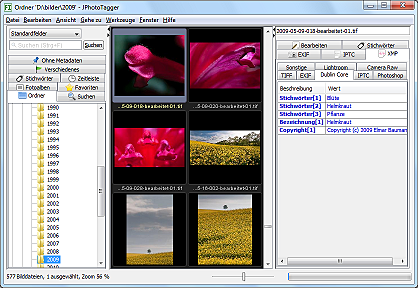 Ordner 'D:\bilder\2009' - JPhotoTagger
Datei Bearbeiten Ansicht Gehe zu Werkzeuge Fenster Hilfe
Standardfelder
Suchen (Strg+F) Suchen
Ohne Metadaten
Verschiedenes
Stichwörter Zeitleiste
Fotoalben Favoriten
Ordner Suchen
1990
1991
1992
1993
1994
1995
1996
1997
1998
1999
2000
2001
2002
2003
2004
2005
2006
2007
2008
2009
2010
...5-09-018-bearbeitet-01.tif
...5-08-020-bearbeitet-01.tif
...5-09-028-bearbeitet-01.tif
...5-16-002-bearbeitet-01.tif
2009-05-09-018-bearbeitet-01.tif
Bearbeiten Stichwörter
EXIF IPTC XMP
Sonstige Lightroom Camera Raw
TIFF EXIF Dublin Core IPTC Photoshop
Beschreibung Wert
Stichwörter[1] Blüte
Stichwörter[2] Helmkraut
Stichwörter[3] Pflanze
Bezeichnung[1] Helmkraut
Copyright[1] Copyright (c) 2009 Elmar Bauman
577 Bilddateien, 1 ausgewählt, Zoom 56 %